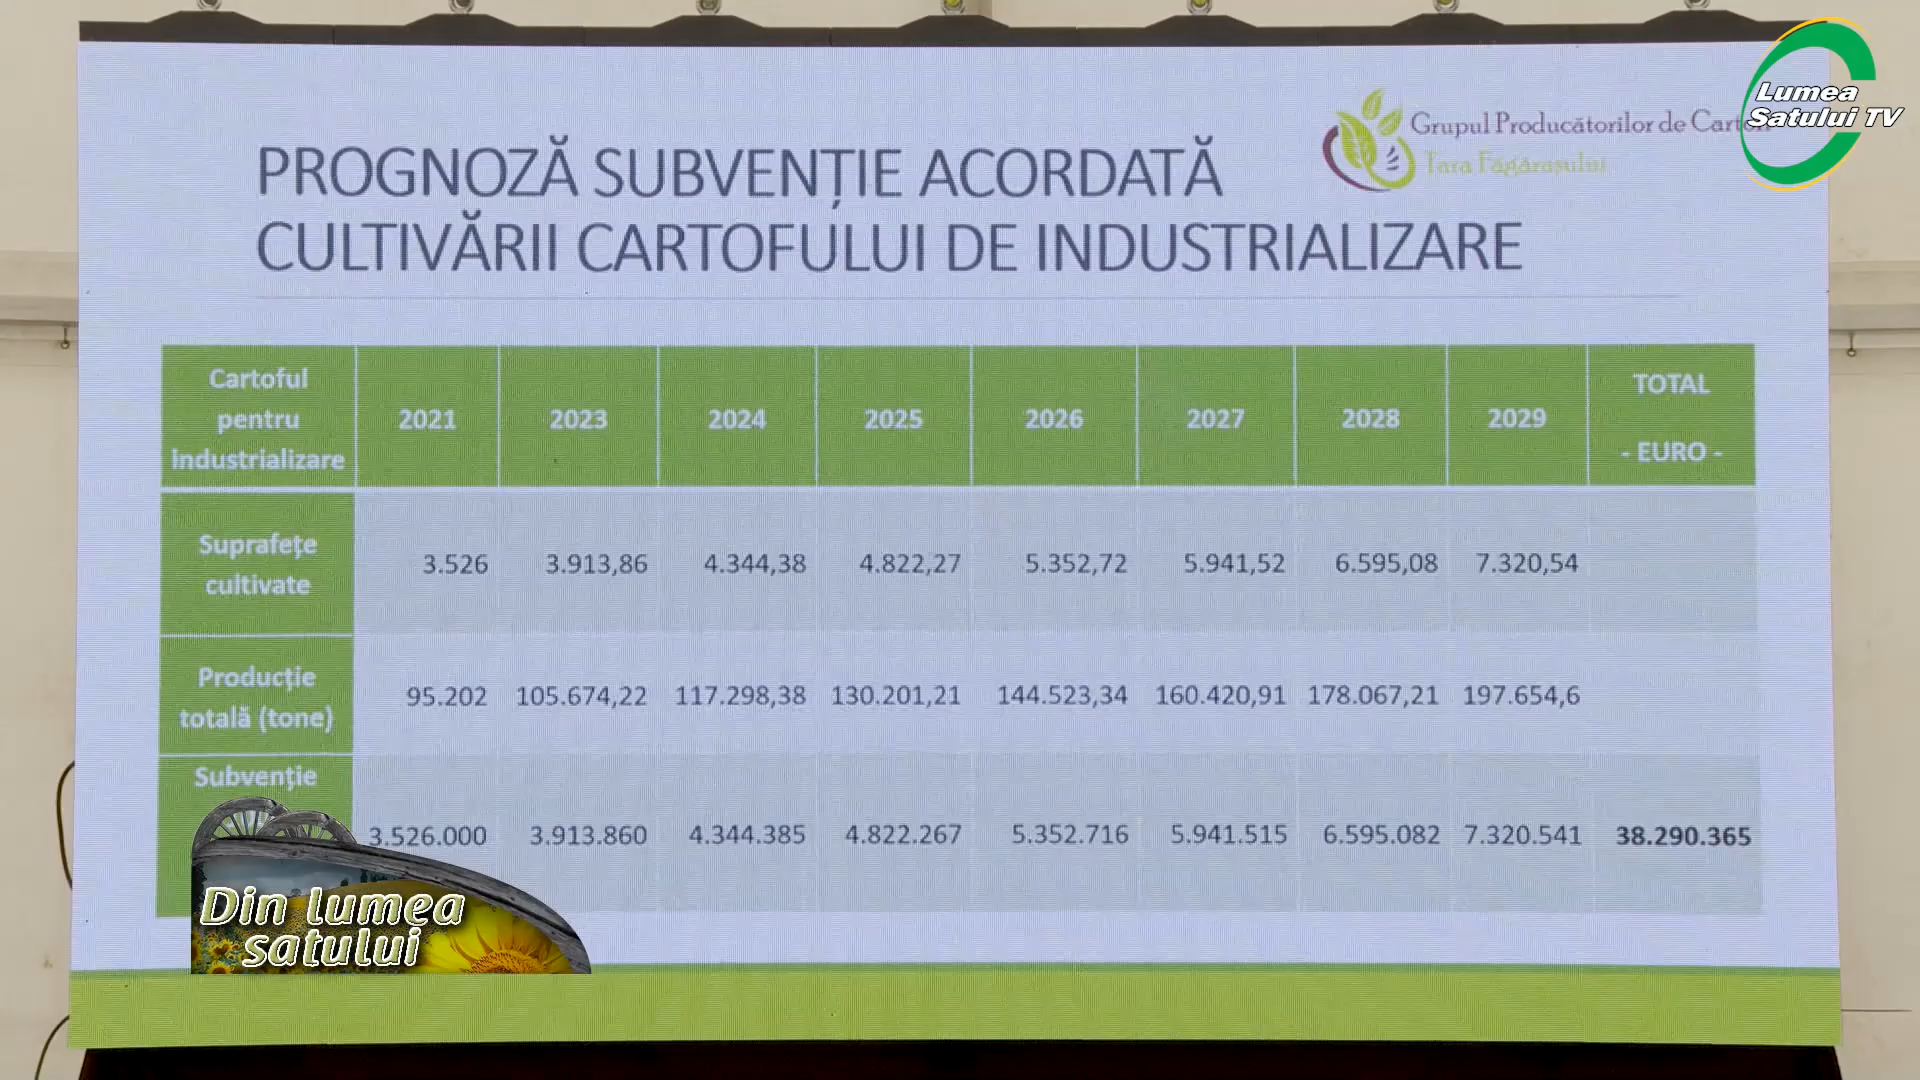 Lumea
Satului TV
Grupul Producătorilor de
Țara Făgărașului
PROGNOZĂ SUBVENȚIE ACORDATĂ
CULTIVĂRII CARTOFULUI DE INDUSTRIALIZARE
Cartoful pentru industrializare 2021 2023 2024 2025 2026 2027 2028 2029 TOTAL - EURO -
Suprafețe cultivate 3.526 3.913,86 4.344,38 4.822,27 5.352,72 5.941,52 6.595,08 7.320,54
Producție totală (tone) 95.202 105.674,22 117.298,38 130.201,21 144.523,34 160.420,91 178.067,21 197.654,6
Subvenție 3.526.000 3.913.860 4.344.385 4.822.267 5.352.716 5.941.515 6.595.082 7.320.541 38.290.365
Din lumea
satului